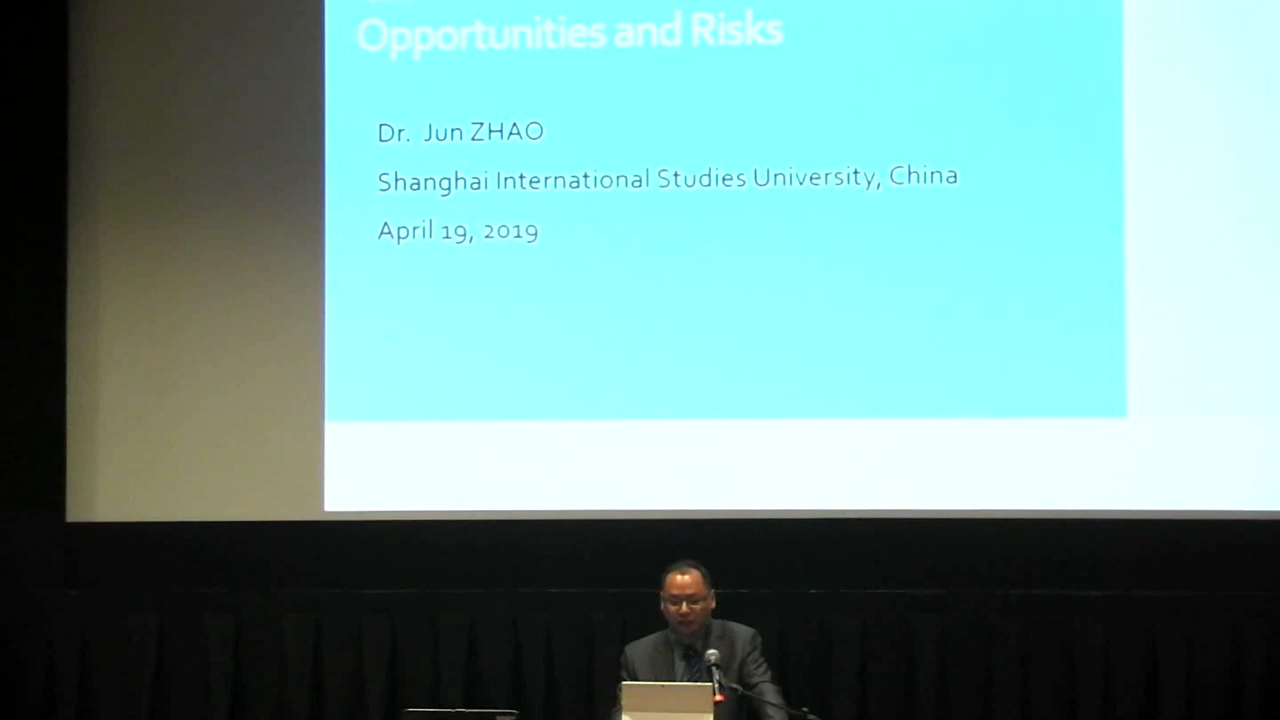 Opportunities and Risks
Dr. Jun ZHAO
Shanghai International Studies University, China
April 19, 2019